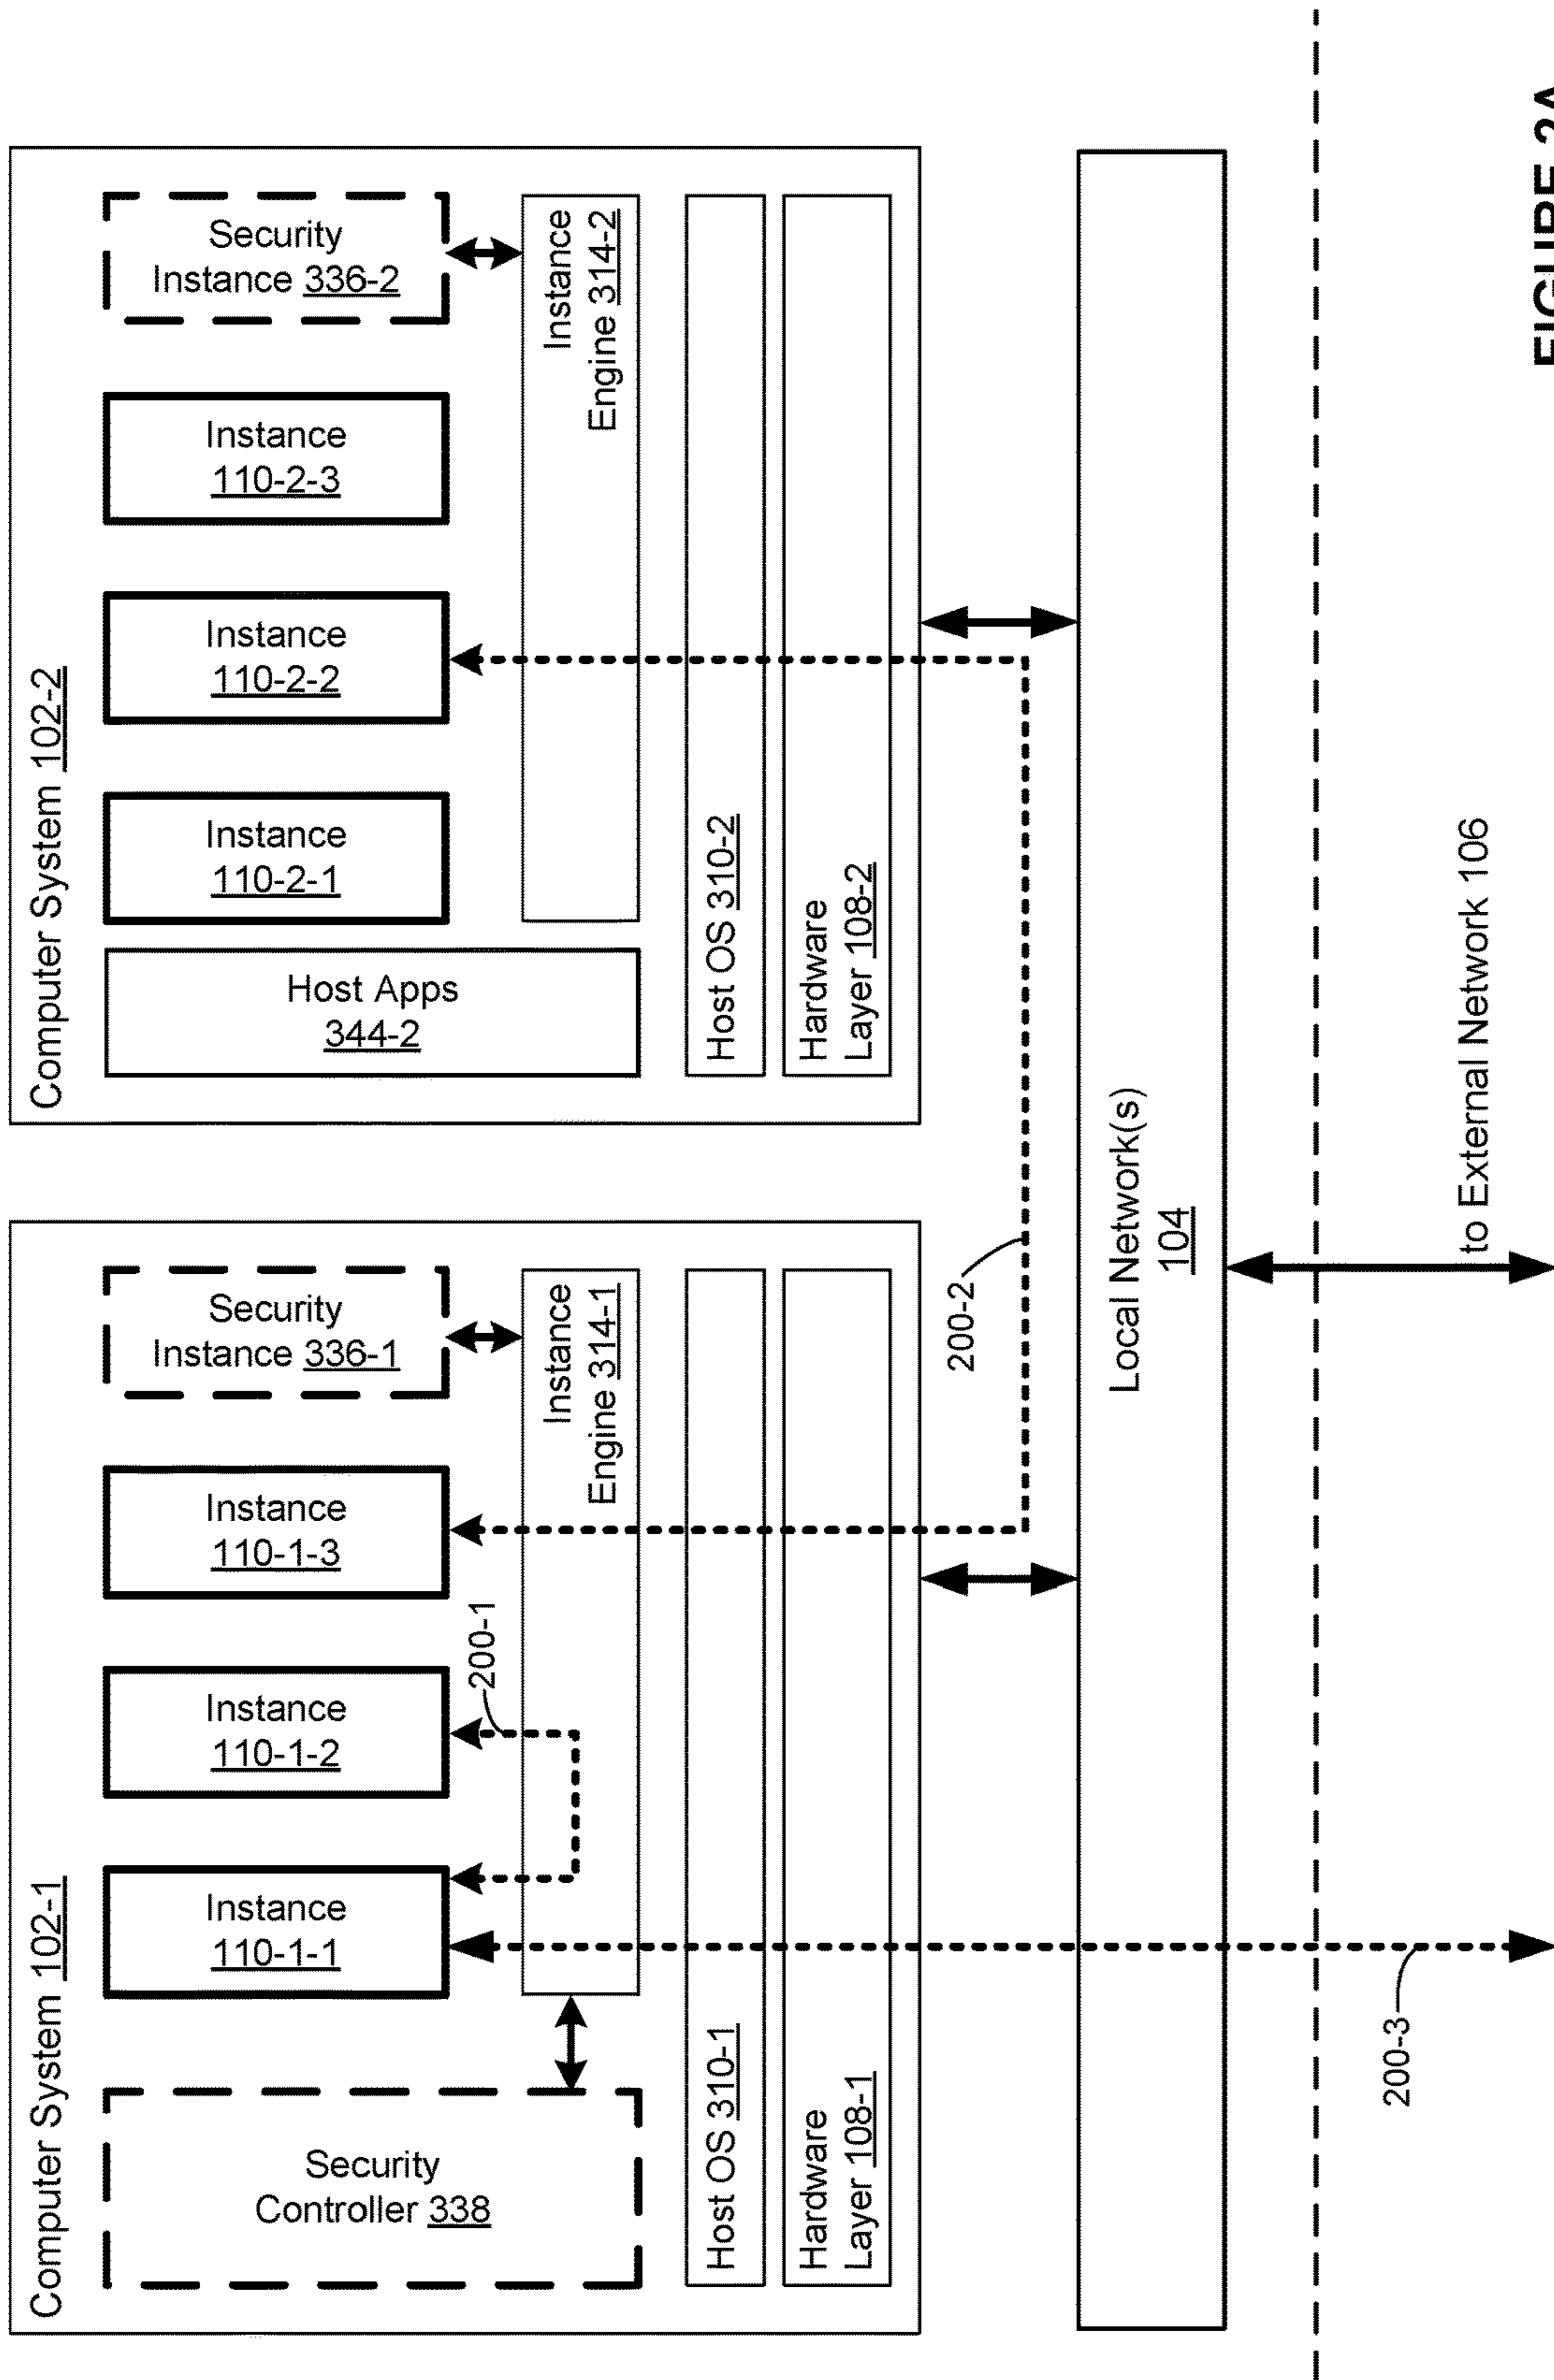 Computer System 102-1
Security
Controller 338
Instance
110-1-1
Instance
110-1-2
Instance
110-1-3
Security
Instance 336-1
200-1
Instance
Engine 314-1
Host OS 310-1
Hardware
Layer 108-1
Computer System 102-2
Host Apps
344-2
Instance
110-2-1
Instance
110-2-2
Instance
110-2-3
Security
Instance 336-2
Instance
Engine 314-2
Host OS 310-2
Hardware
Layer 108-2
200-2
Local Network(s)
104
200-3
to External Network 106
FIGURE 2A